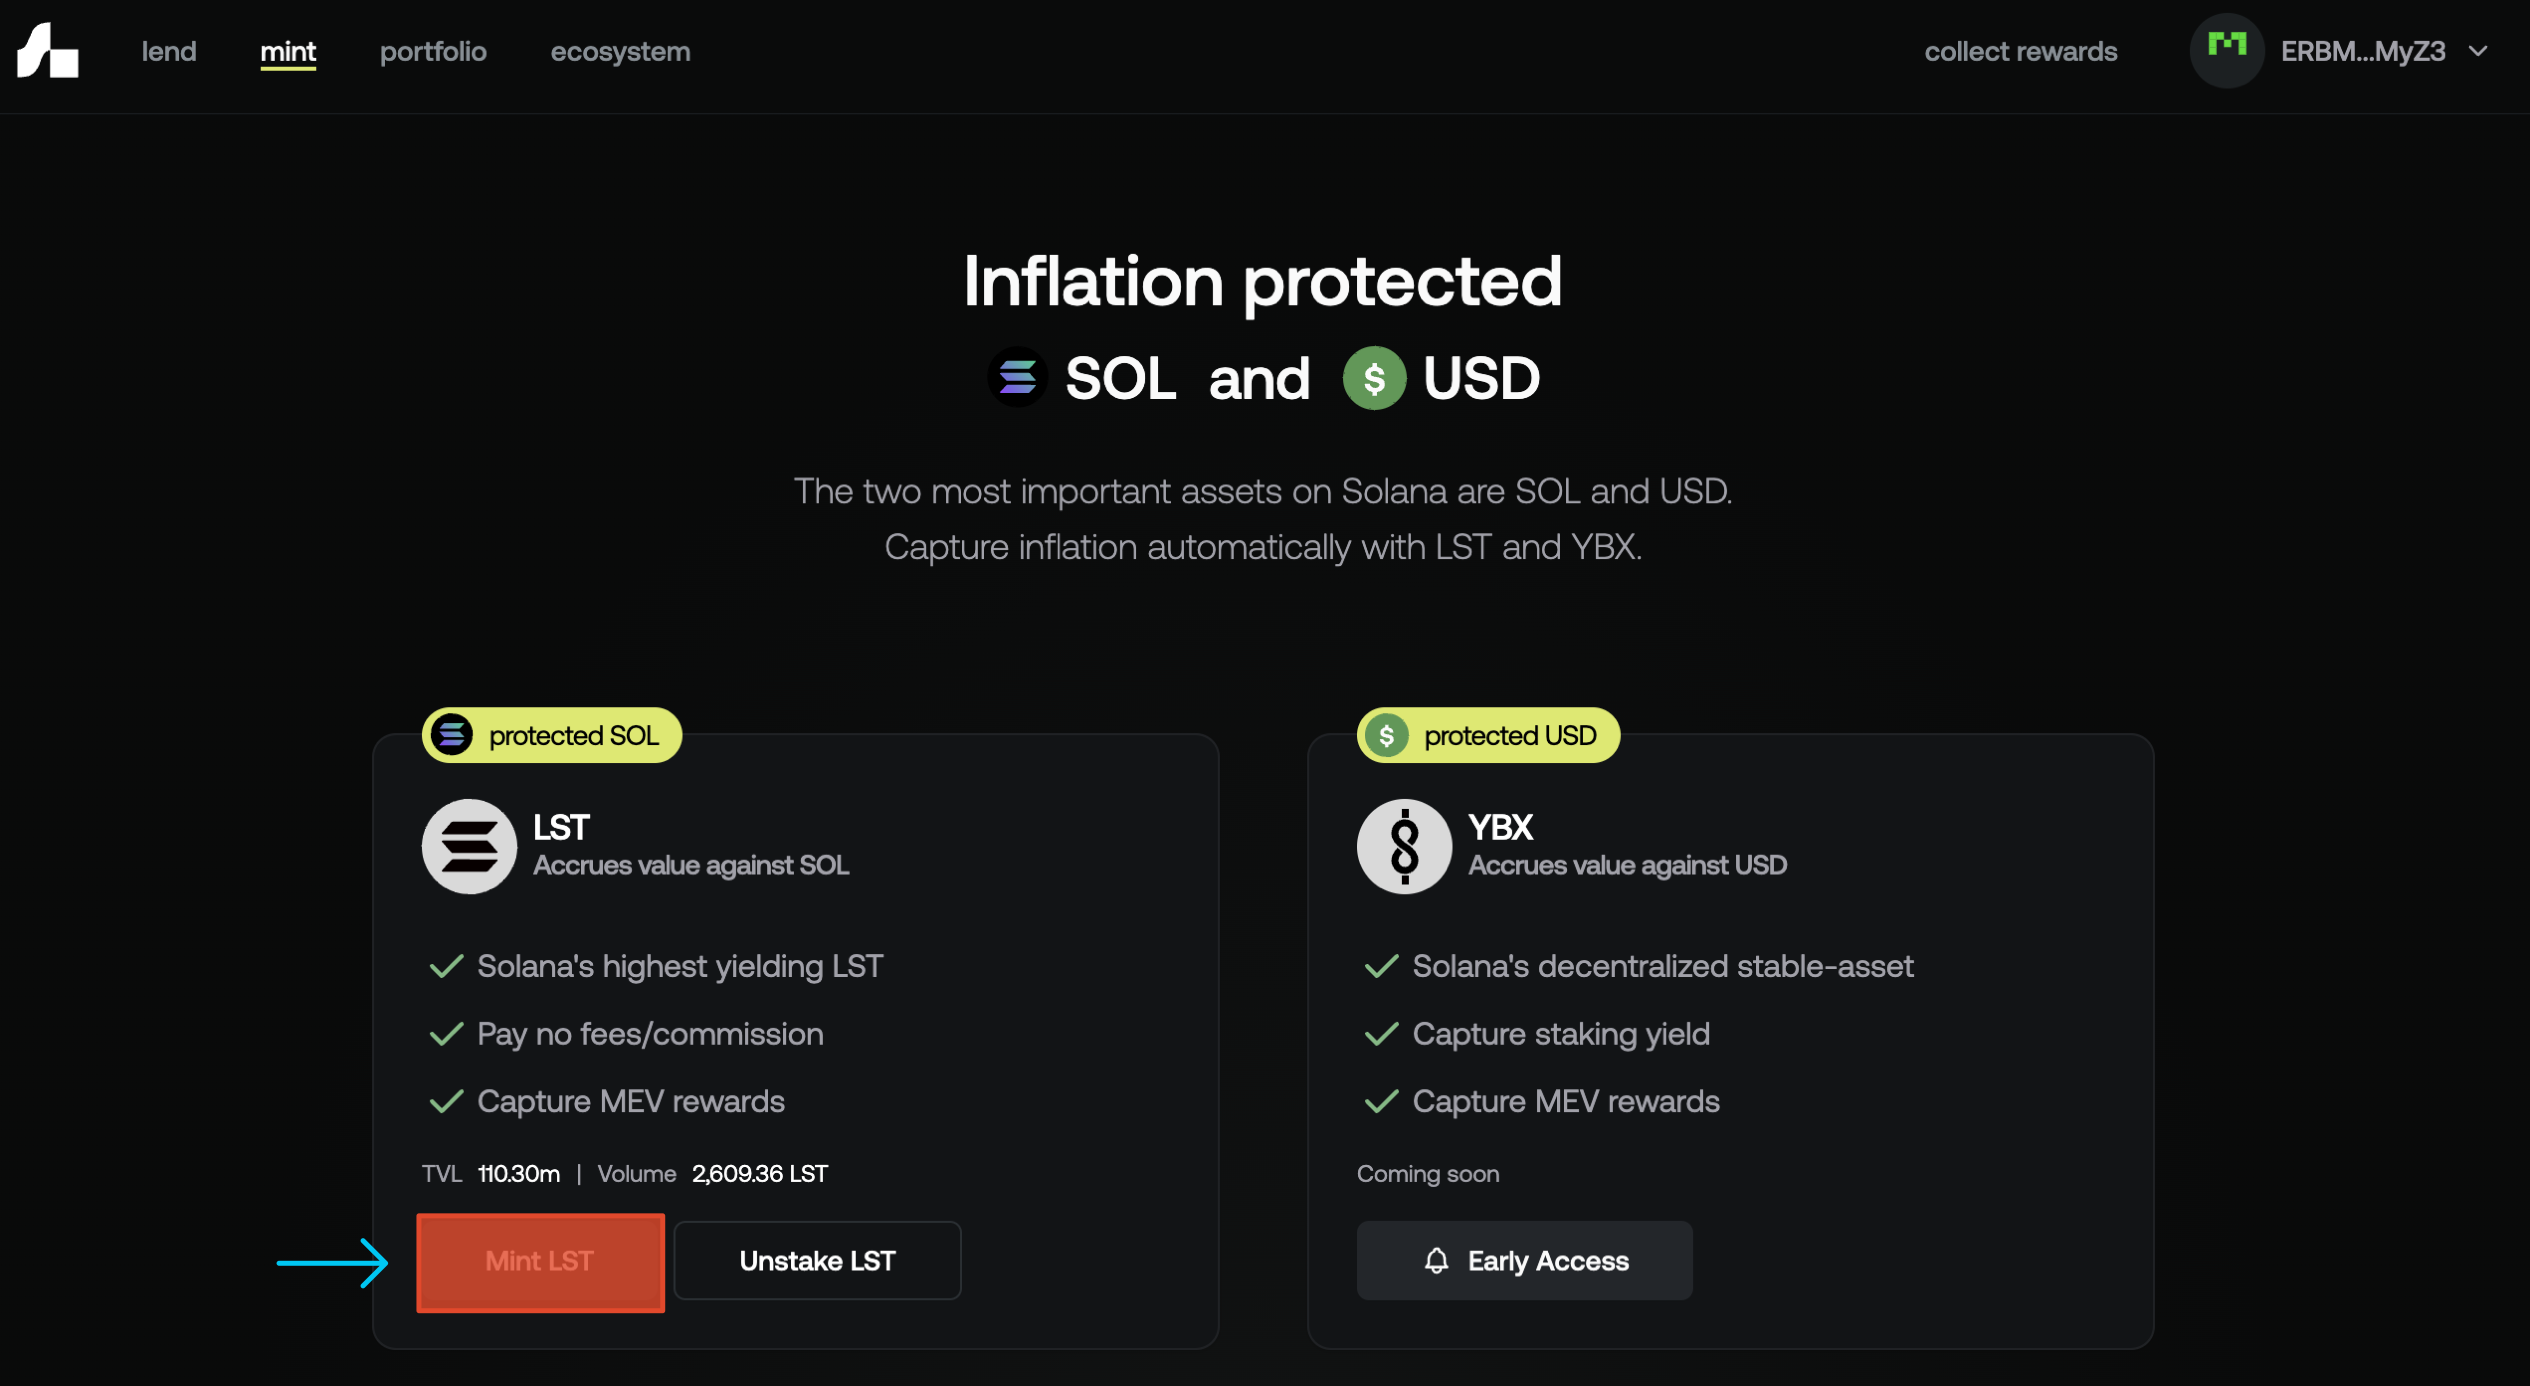 lend mint portfolio ecosystem collect rewards ERBM...MyZ3
Inflation protected
SOL and $ USD
The two most important assets on Solana are SOL and USD.
Capture inflation automatically with LST and YBX.
protected SOL
LST
Accrues value against SOL
Solana's highest yielding LST
Pay no fees/commission
Capture MEV rewards
TVL 110.30m | Volume 2,609.36 LST
Mint LST Unstake LST
$ protected USD
YBX
Accrues value against USD
Solana's decentralized stable-asset
Capture staking yield
Capture MEV rewards
Coming soon
Early Access